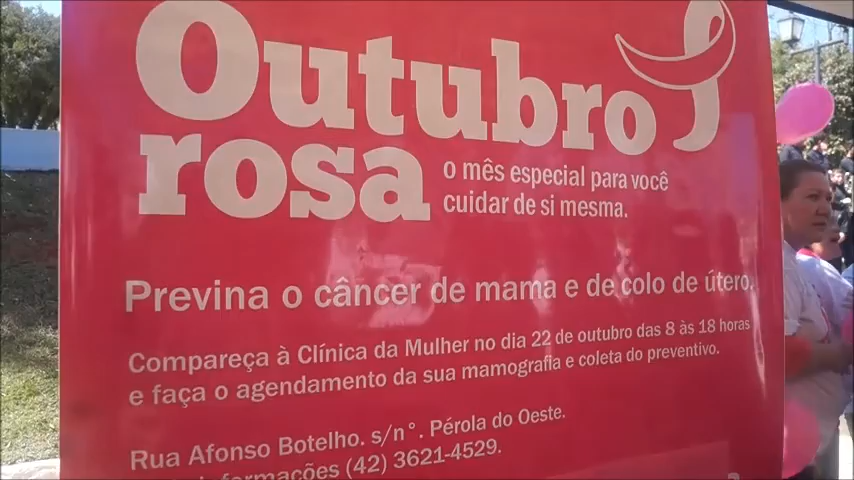 Outubro
rosa
o mês especial para você
cuidar de si mesma.
Previna o câncer de mama e de colo de útero.
Compareça à Clínica da Mulher no dia 22 de outubro das 8 às 18 horas
e faça o agendamento da sua mamografia e coleta do preventivo.
Rua Afonso Botelho, s/n°. Pérola do Oeste.
informações (42) 3621-4529.